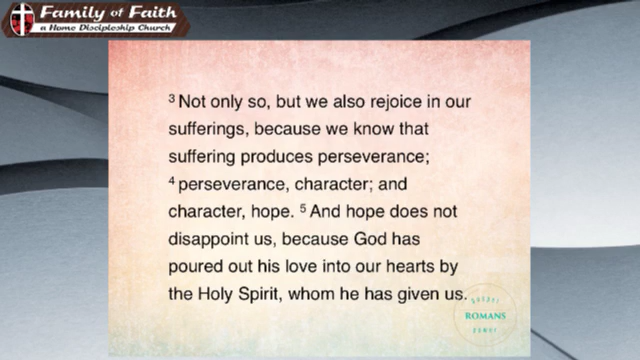 Family of Faith
a Home Discipleship Church
3 Not only so, but we also rejoice in our
sufferings, because we know that
suffering produces perseverance;
4 perseverance, character; and
character, hope. 5 And hope does not
disappoint us, because God has
poured out his love into our hearts by
the Holy Spirit, whom he has given us.
GOSPEL
ROMANS
POWER